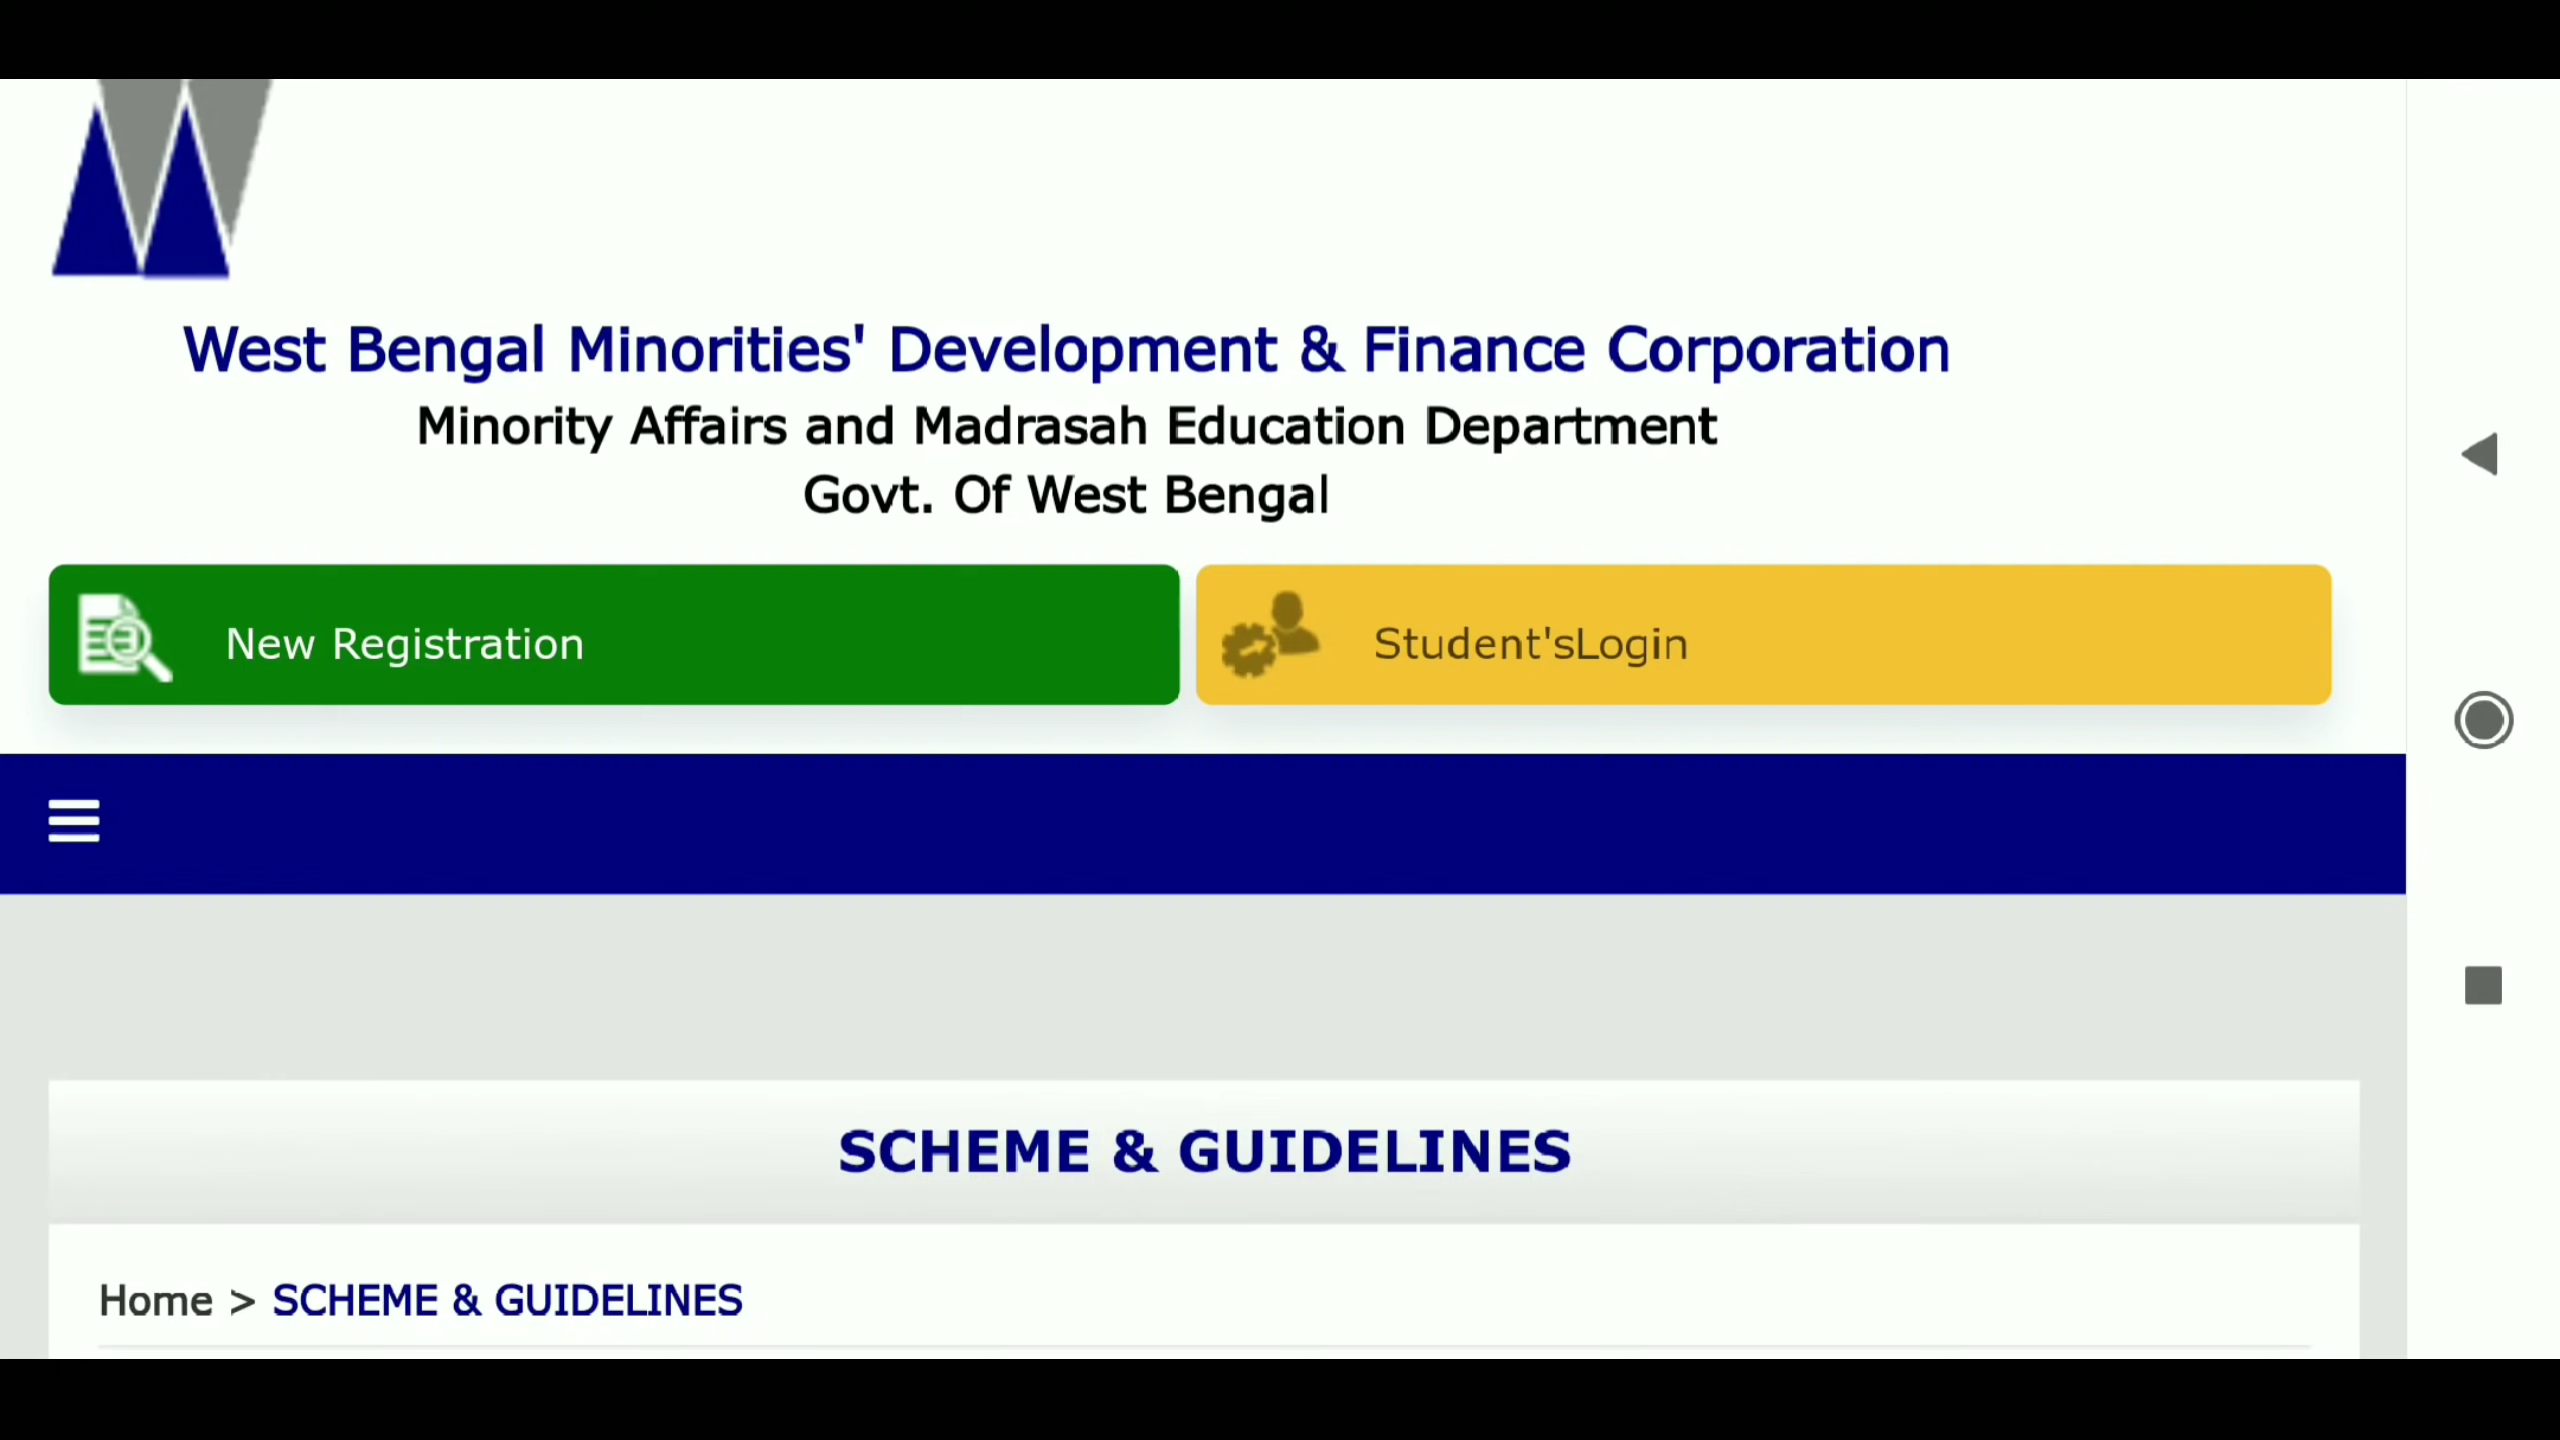 West Bengal Minorities' Development & Finance Corporation
Minority Affairs and Madrasah Education Department
Govt. Of West Bengal
New Registration
Student'sLogin
SCHEME & GUIDELINES
Home > SCHEME & GUIDELINES